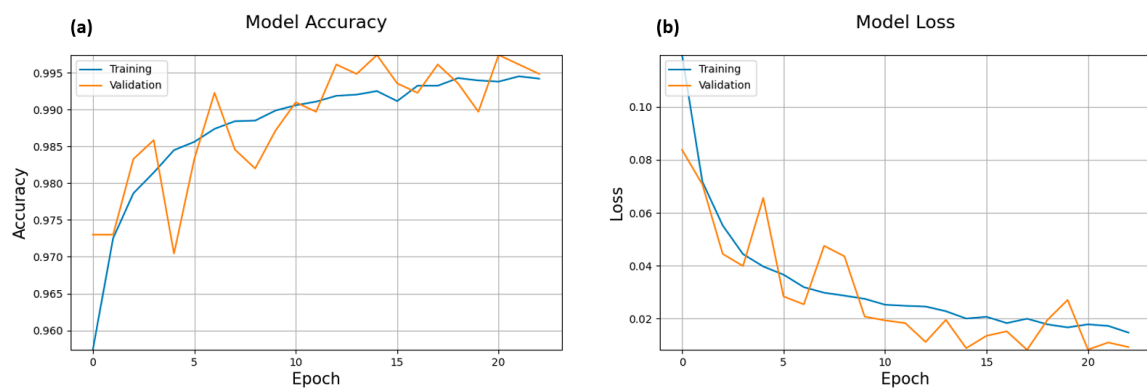 (a) Model Accuracy
Training
Validation
0.995
0.990
0.985
0.980
0.975
0.970
0.965
0.960
Accuracy
0 5 10 15 20
Epoch
(b) Model Loss
Training
Validation
0.10
0.08
0.06
0.04
0.02
Loss
0 5 10 15 20
Epoch